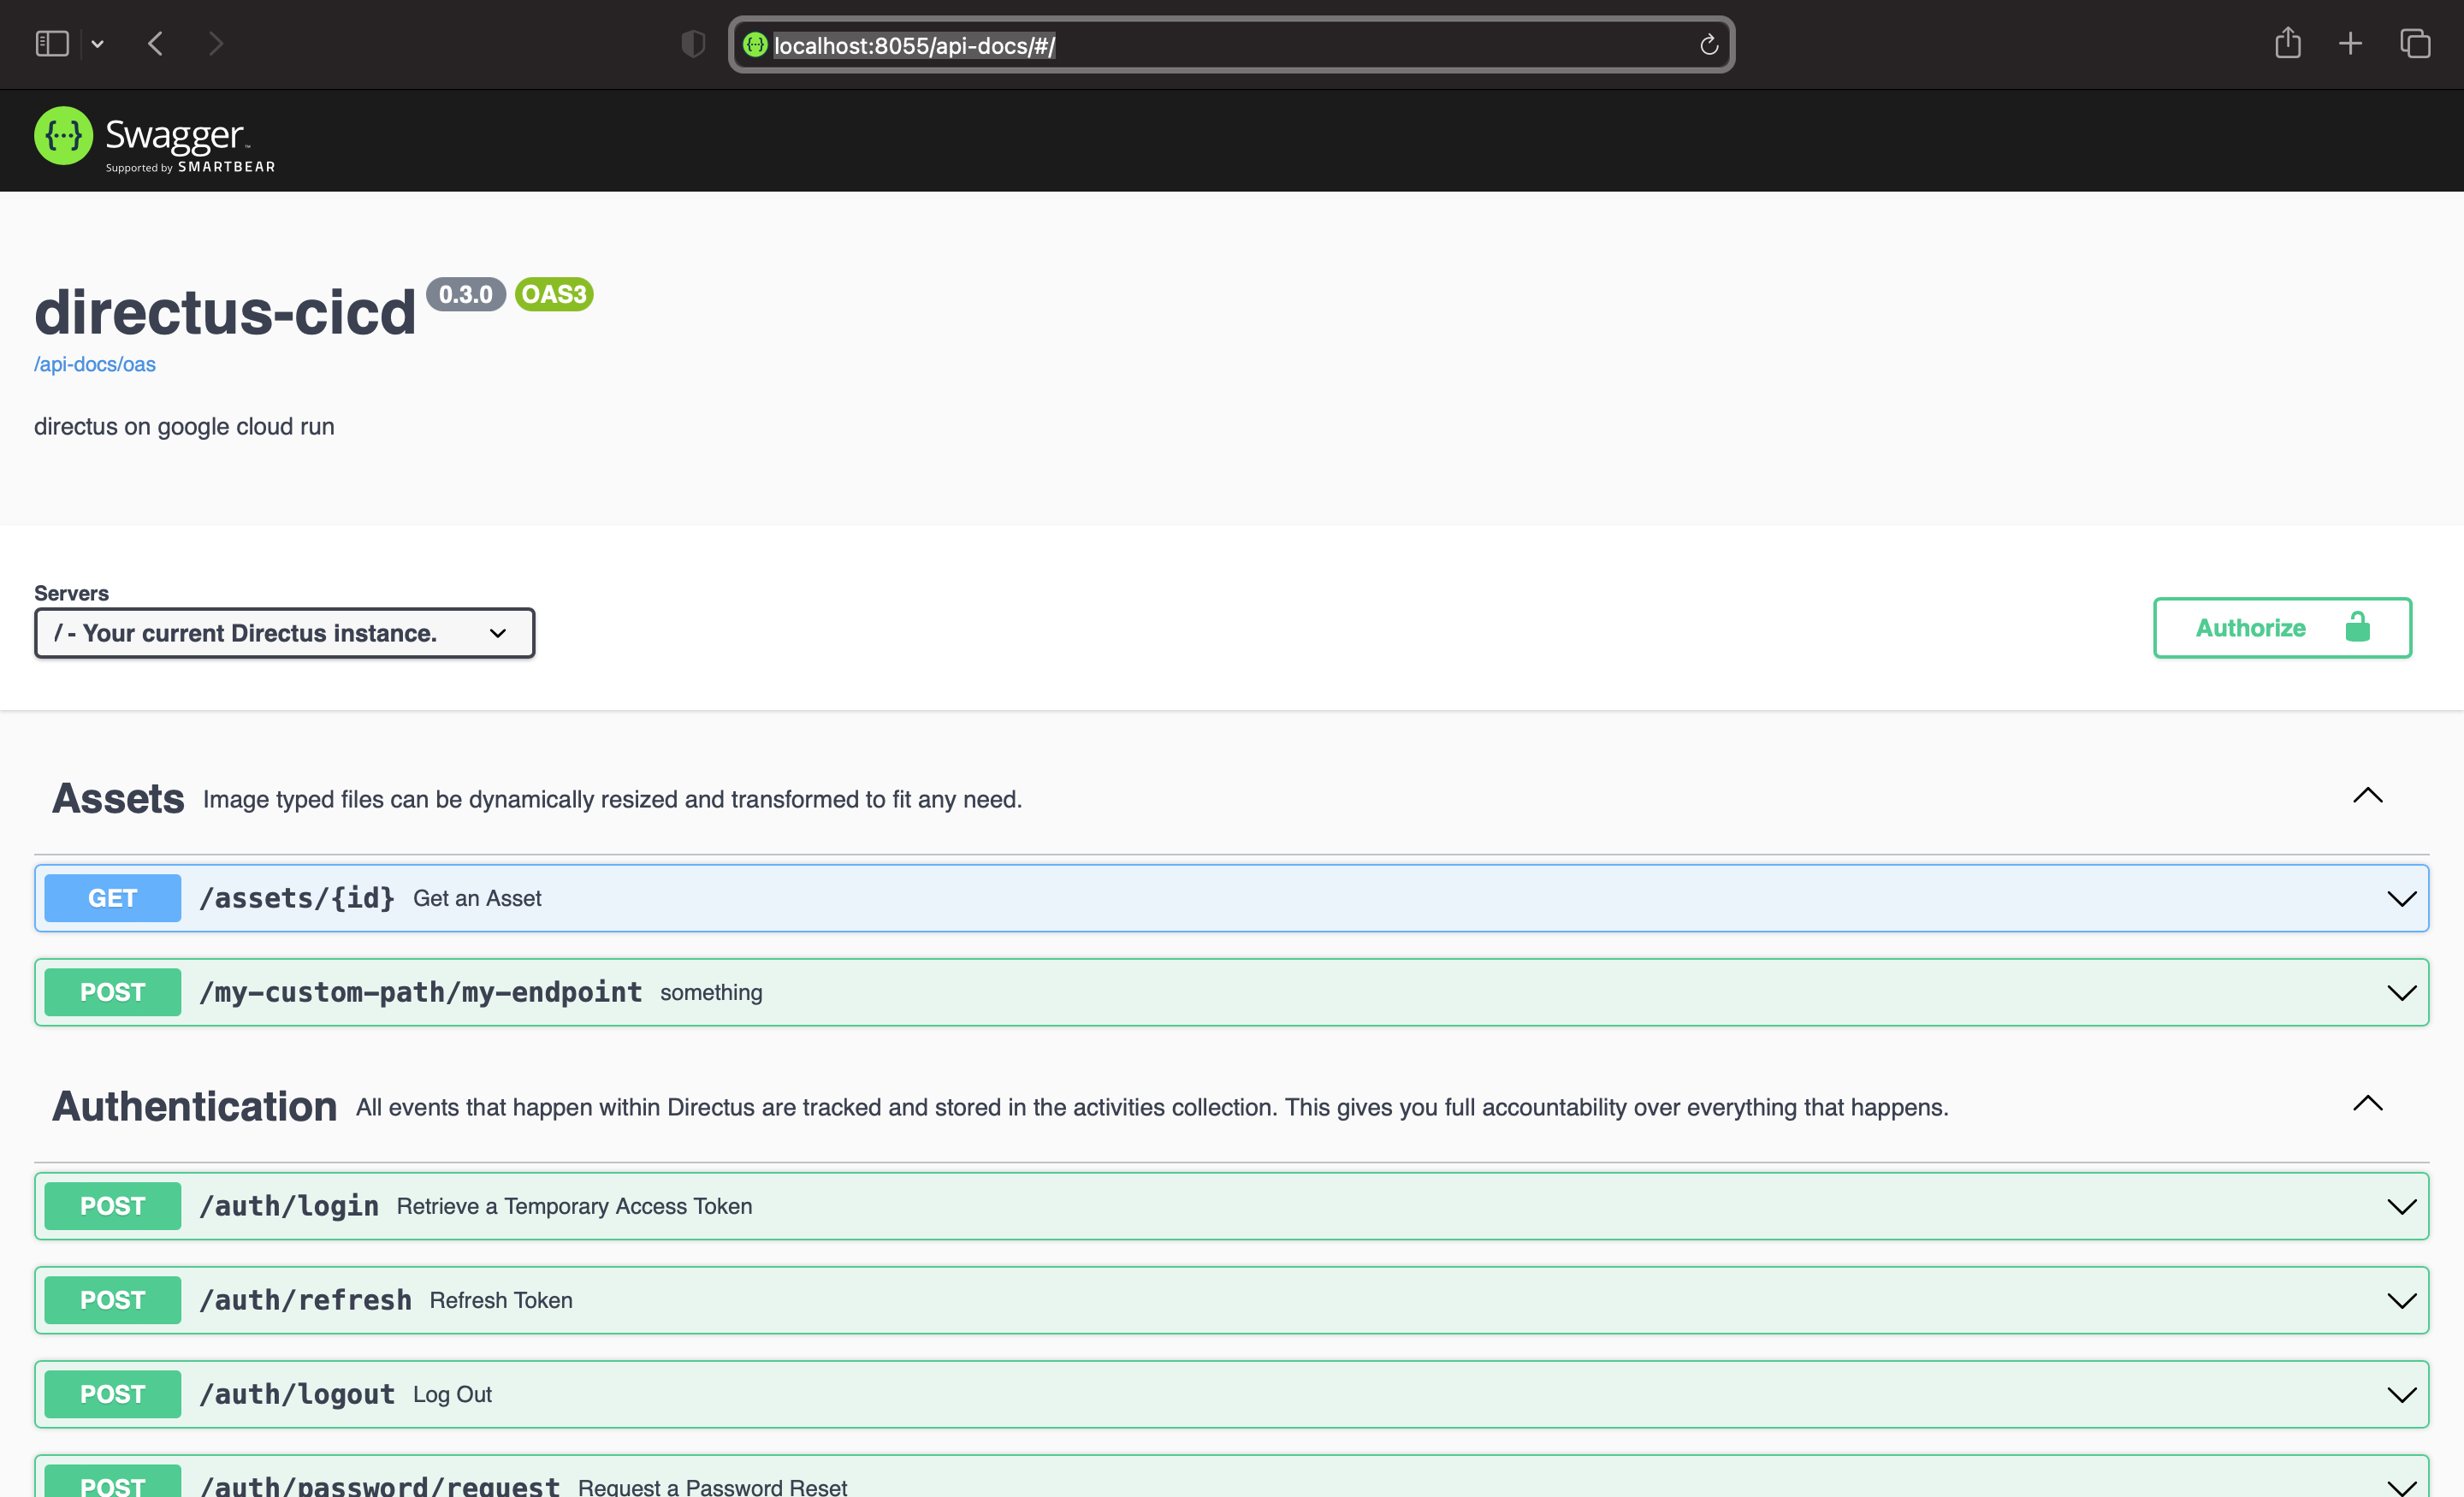 localhost:8055/api-docs/#/
Swagger™
Supported by SMARTBEAR
directus-cicd 0.3.0 OAS3
/api-docs/oas
directus on google cloud run
Servers
/ - Your current Directus instance.
Authorize
Assets Image typed files can be dynamically resized and transformed to fit any need.
GET /assets/{id} Get an Asset
POST /my-custom-path/my-endpoint something
Authentication All events that happen within Directus are tracked and stored in the activities collection. This gives you full accountability over everything that happens.
POST /auth/login Retrieve a Temporary Access Token
POST /auth/refresh Refresh Token
POST /auth/logout Log Out
POST /auth/password/request Request a Password Reset